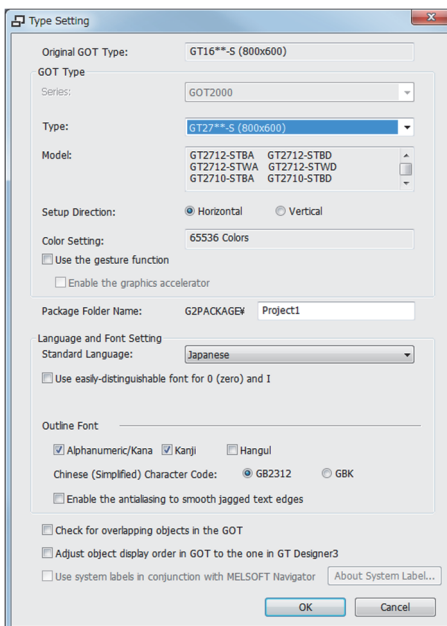 Type Setting
Original GOT Type: GT16**-S (800x600)
GOT Type
Series: GOT2000
Type: GT27**-S (800x600)
Model: GT2712-STBA GT2712-STBD
GT2712-STWA GT2712-STWD
GT2710-STBA GT2710-STBD
Setup Direction: Horizontal Vertical
Color Setting: 65536 Colors
Use the gesture function
Enable the graphics accelerator
Package Folder Name: G2PACKAGE¥ Project1
Language and Font Setting
Standard Language: Japanese
Use easily-distinguishable font for 0 (zero) and I
Outline Font
Alphanumeric/Kana Kanji Hangul
Chinese (Simplified) Character Code: GB2312 GBK
Enable the antialiasing to smooth jagged text edges
Check for overlapping objects in the GOT
Adjust object display order in GOT to the one in GT Designer3
Use system labels in conjunction with MELSOFT Navigator About System Label...
OK Cancel